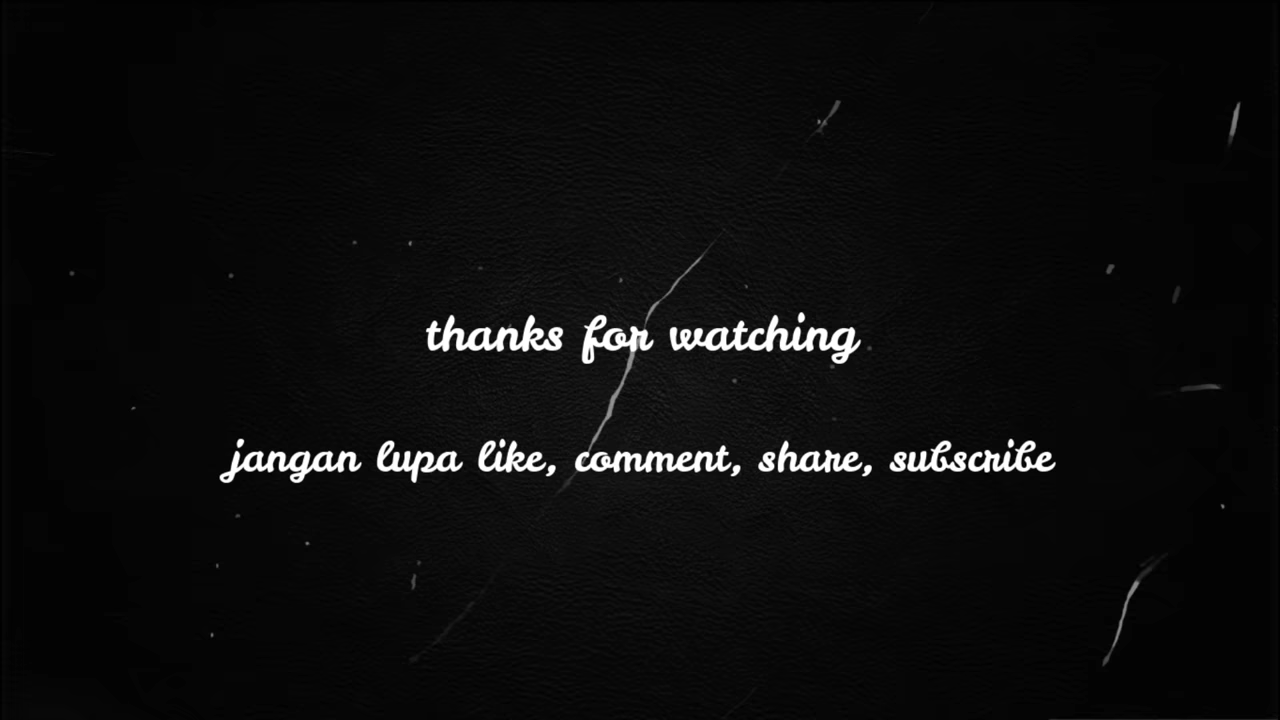 thanks for watching
jangan lupa like, comment, share, subscribe